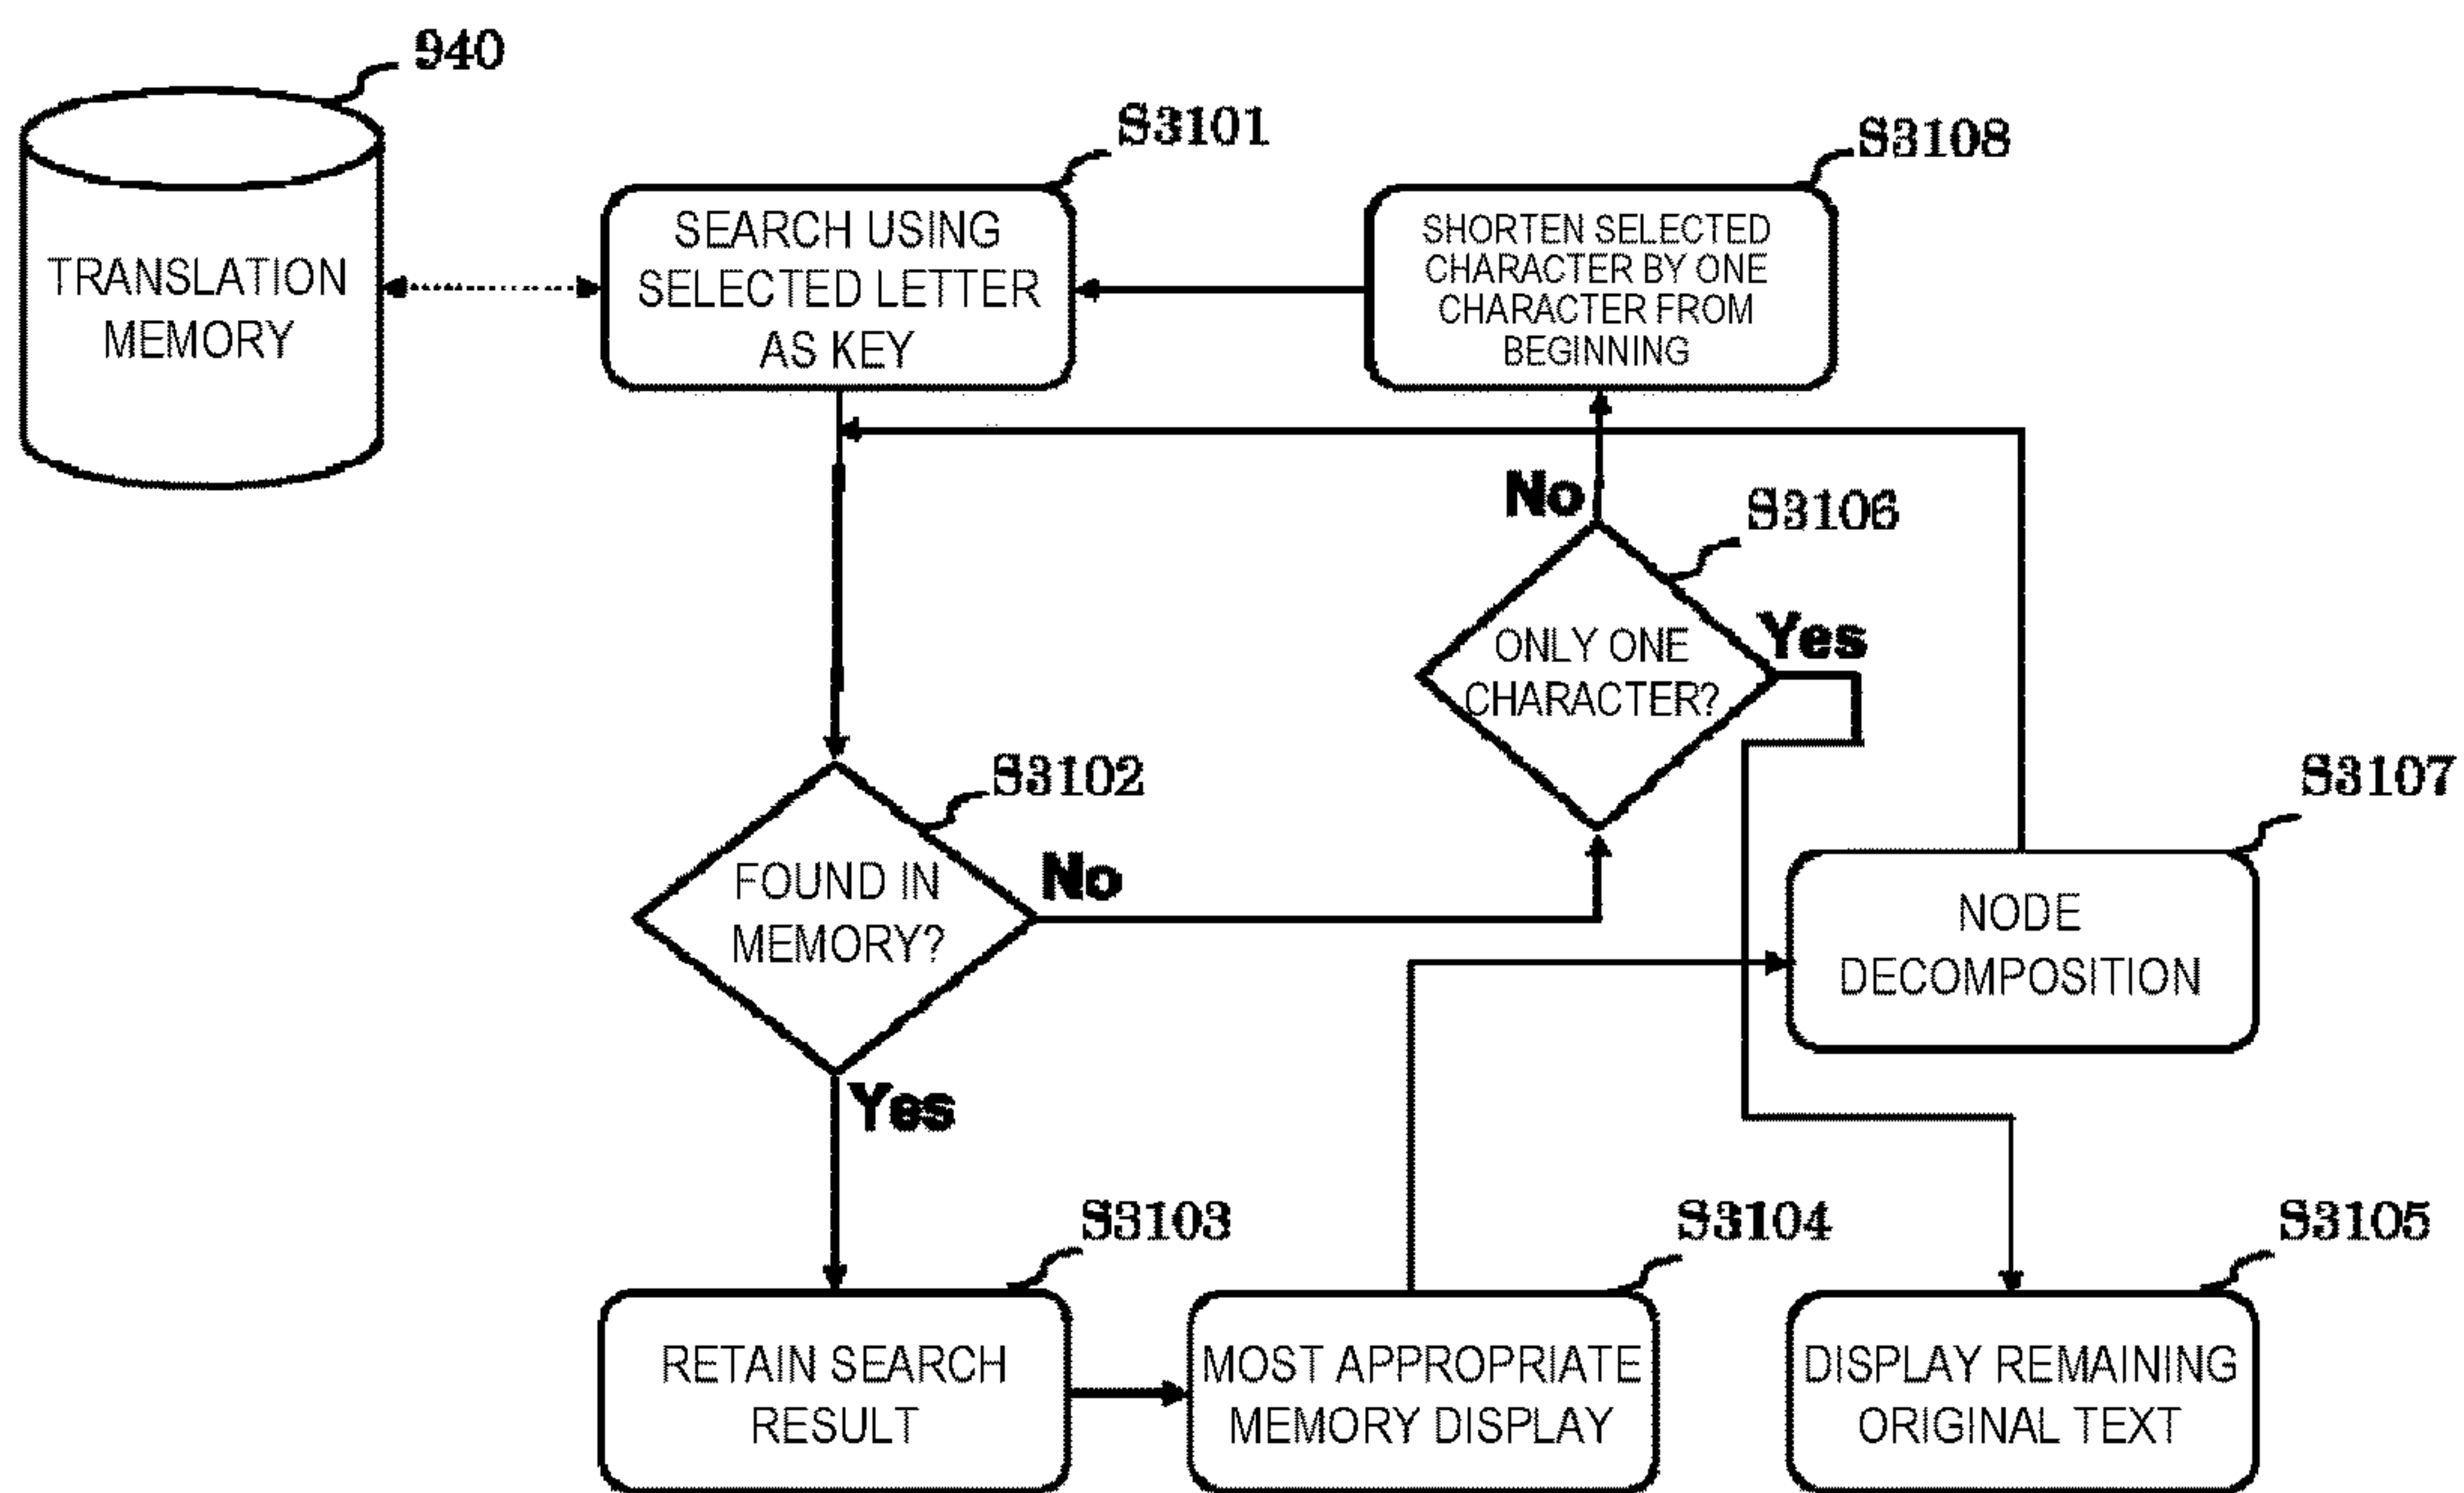 940
S3101
S3108
TRANSLATION
MEMORY
SEARCH USING
SELECTED LETTER
AS KEY
SHORTEN SELECTED
CHARACTER BY ONE
CHARACTER FROM
BEGINNING
No
S3106
ONLY ONE
CHARACTER?
Yes
S3102
FOUND IN
MEMORY?
No
Yes
S3107
NODE
DECOMPOSITION
S3103
RETAIN SEARCH
RESULT
S3104
MOST APPROPRIATE
MEMORY DISPLAY
S3105
DISPLAY REMAINING
ORIGINAL TEXT